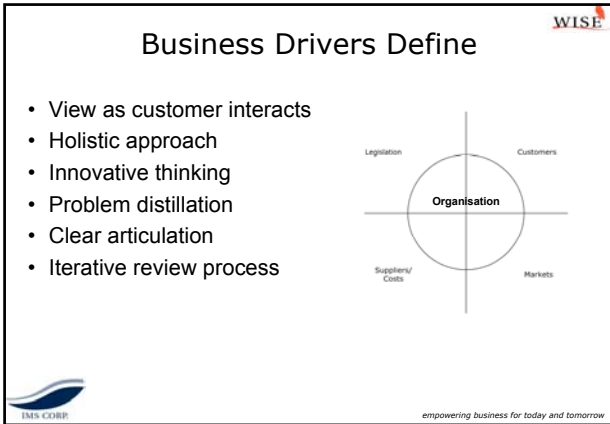 WISE
Business Drivers Define
• View as customer interacts
• Holistic approach
• Innovative thinking
• Problem distillation
• Clear articulation
• Iterative review process
Legislation
Customers
Organisation
Suppliers/
Costs
Markets
IMS CORP.
empowering business for today and tomorrow